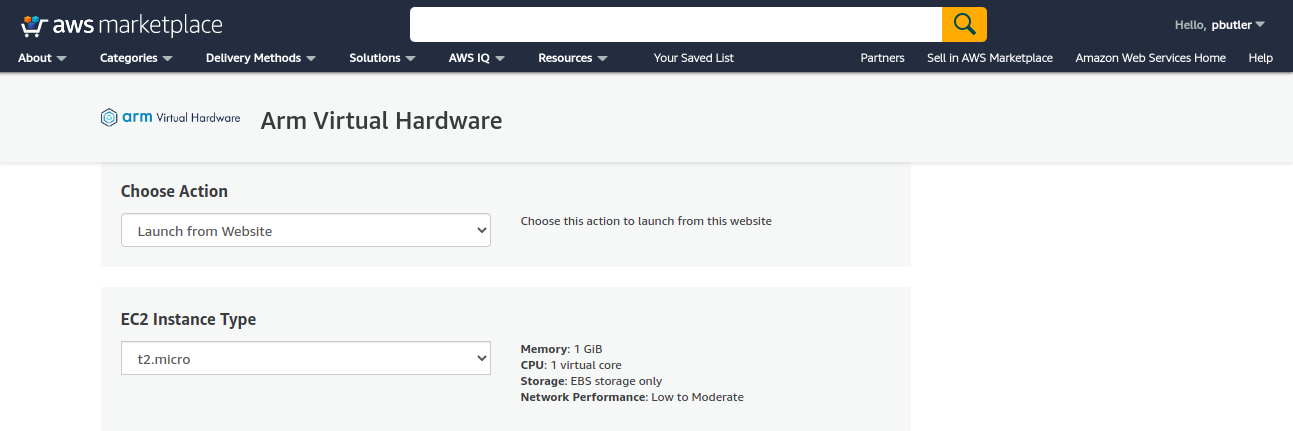 aws marketplace
Hello, pbutler
About Categories Delivery Methods Solutions AWS IQ Resources Your Saved List Partners Sell in AWS Marketplace Amazon Web Services Home Help
arm Virtual Hardware Arm Virtual Hardware
Choose Action
Launch from Website Choose this action to launch from this website
EC2 Instance Type
t2.micro
Memory: 1 GiB
CPU: 1 virtual core
Storage: EBS storage only
Network Performance: Low to Moderate